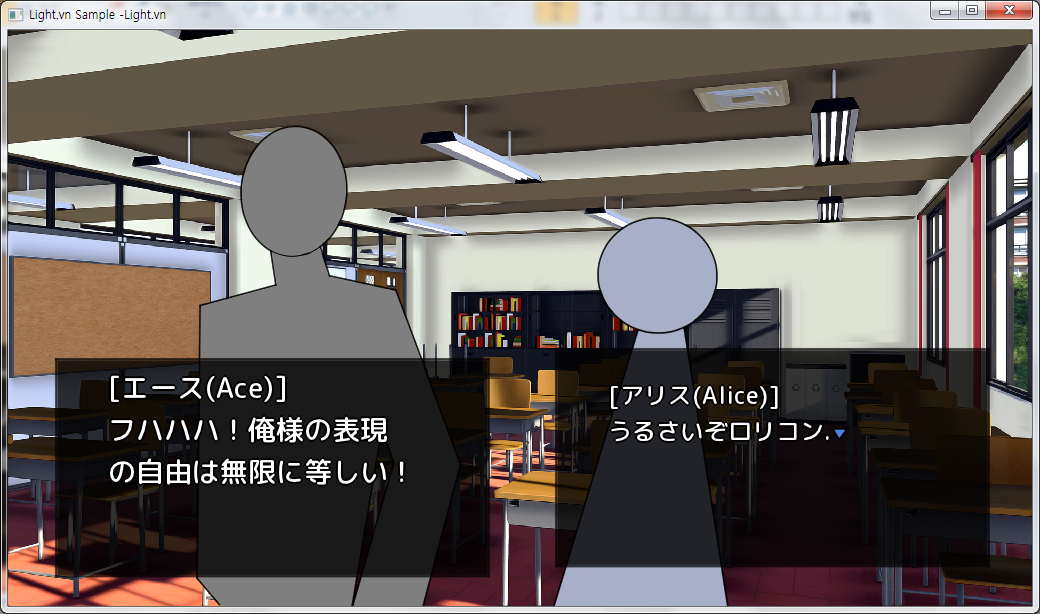 Light.vn Sample -Light.vn
[エース(Ace)]
フハハハ！俺様の表現
の自由は無限に等しい！
[アリス(Alice)]
うるさいぞロリコン.